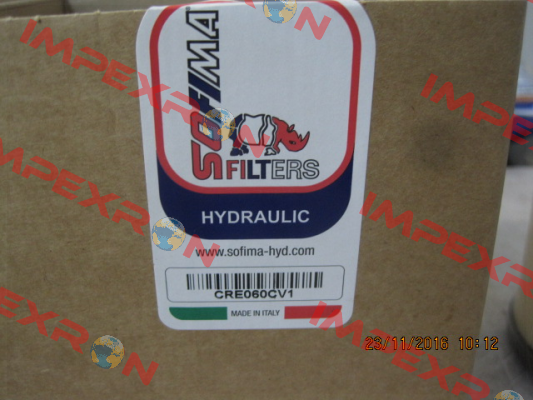 SOFIMA
FILTERS
HYDRAULIC
www.sofima-hyd.com
CRE060CV1
MADE IN ITALY
23/11/2016 10:12
IMPEXRON
IMPEXRON
IMPEXRON
IMPEXRON
IMPEXRON
IMPEXRON